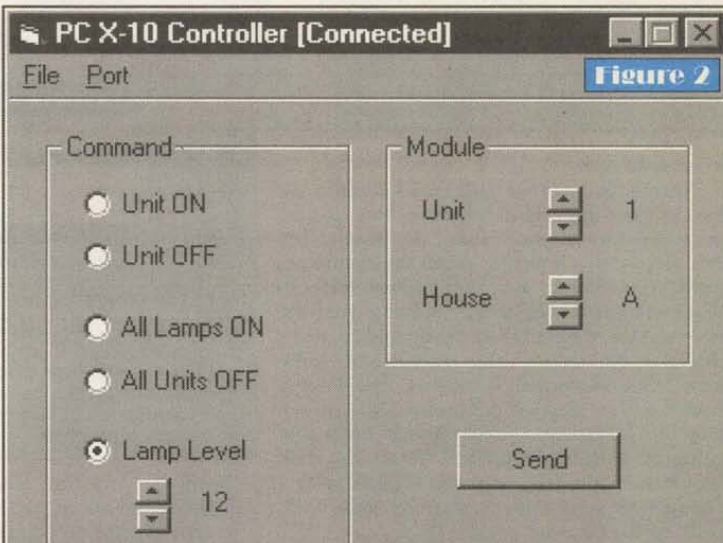 PC X-10 Controller [Connected]
File Port
Figure 2
Command
Unit ON
Unit OFF
All Lamps ON
All Units OFF
Lamp Level
12
Module
Unit 1
House A
Send